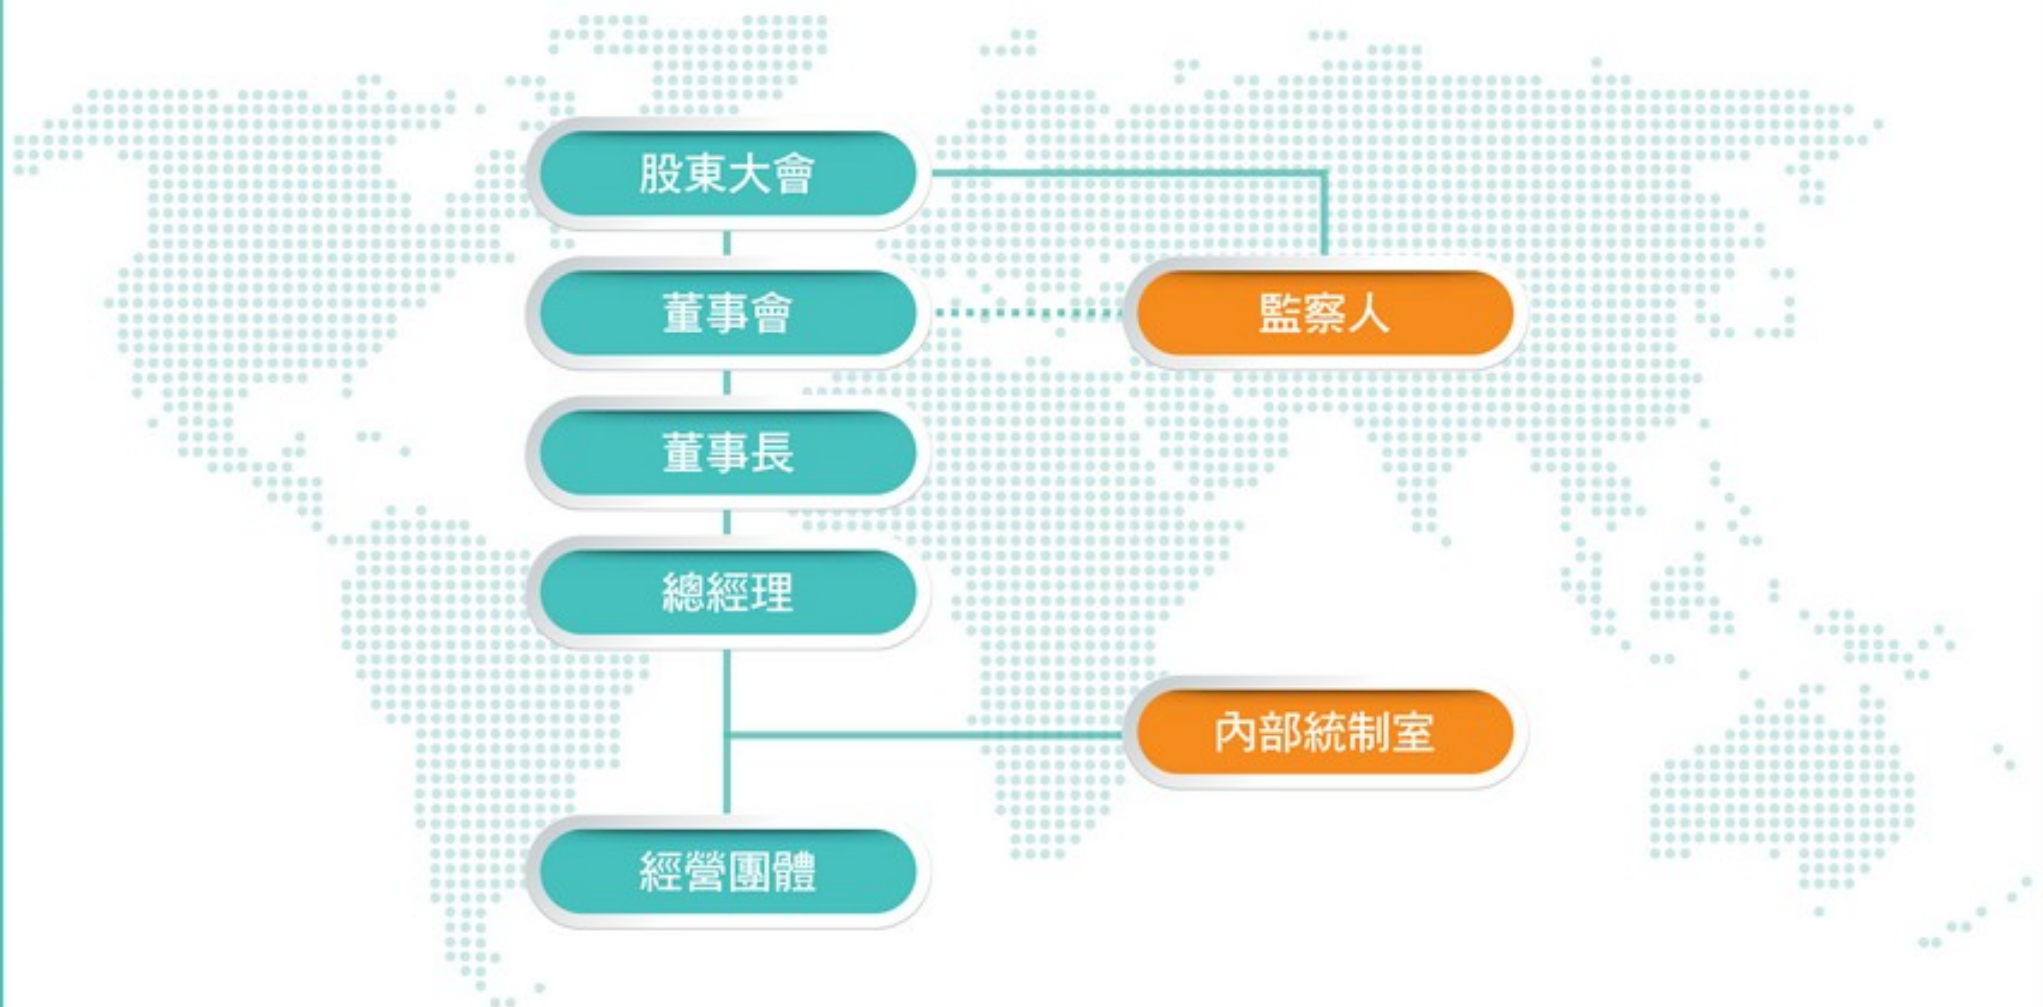 股東大會
董事會
監察人
董事長
總經理
內部統制室
經營團體